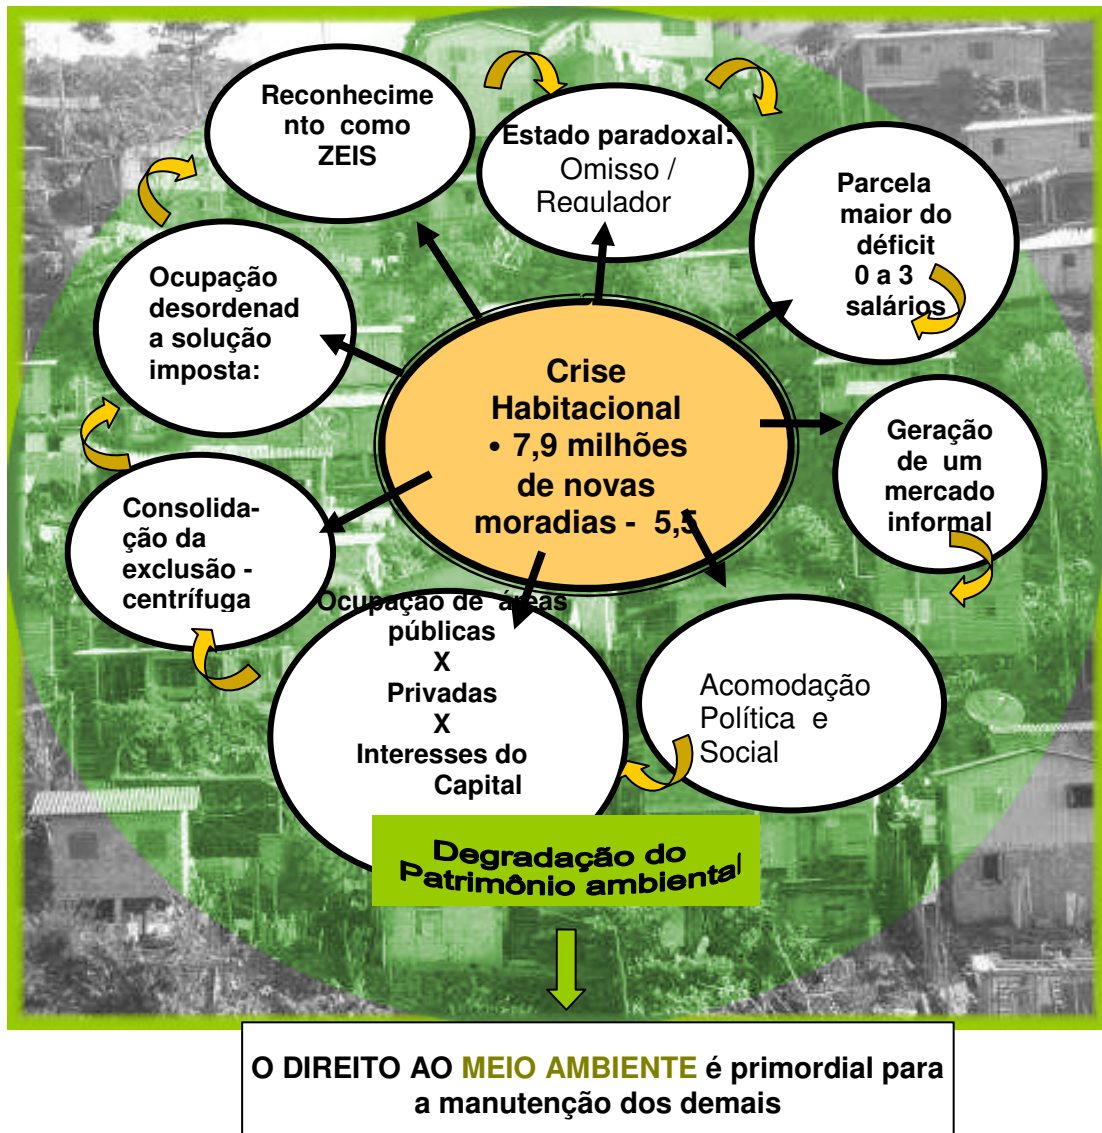 Reconhecime
nto como
ZEIS
Estado paradoxal:
Omisso /
Regulador
Parcela
maior do
déficit
0 a 3
salários
Ocupação
desordenad
a solução
imposta:
Crise
Habitacional
• 7,9 milhões
de novas
moradias - 5,5
Geração
de um
mercado
informal
Consolida-
ção da
exclusão -
centrífuga
Ocupação de áreas
públicas
X
Privadas
X
Interesses do
Capital
Acomodação
Política e
Social
Degradação do
Patrimônio ambiental
O DIREITO AO MEIO AMBIENTE é primordial para
a manutenção dos demais